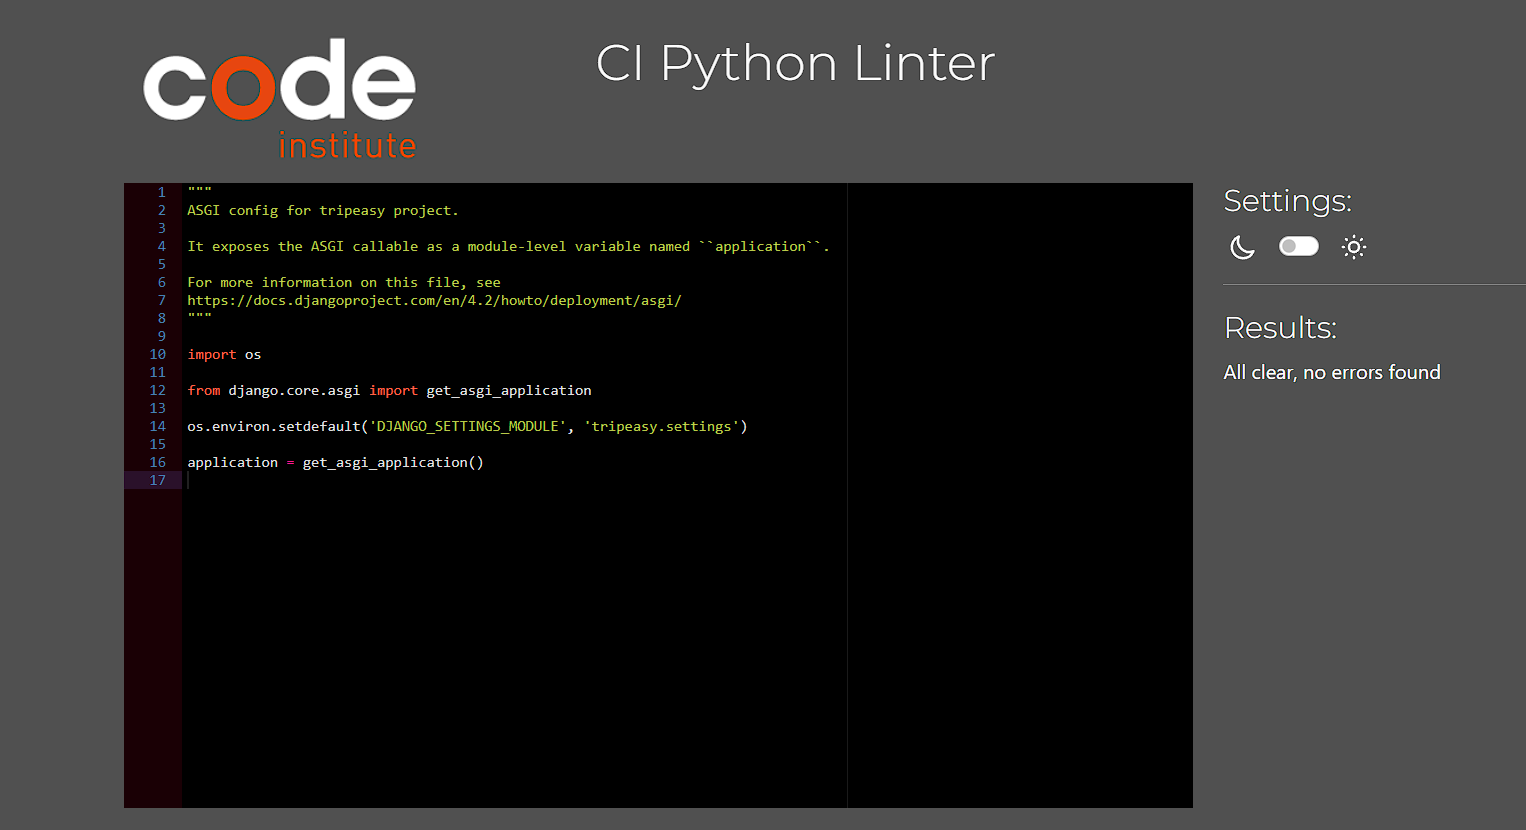 code
institute
CI Python Linter
1 """
2 ASGI config for tripeasy project.
3
4 It exposes the ASGI callable as a module-level variable named ``application``.
5
6 For more information on this file, see
7 https://docs.djangoproject.com/en/4.2/howto/deployment/asgi/
8 """
9
10 import os
11
12 from django.core.asgi import get_asgi_application
13
14 os.environ.setdefault('DJANGO_SETTINGS_MODULE', 'tripeasy.settings')
15
16 application = get_asgi_application()
17
Settings:
Results:
All clear, no errors found